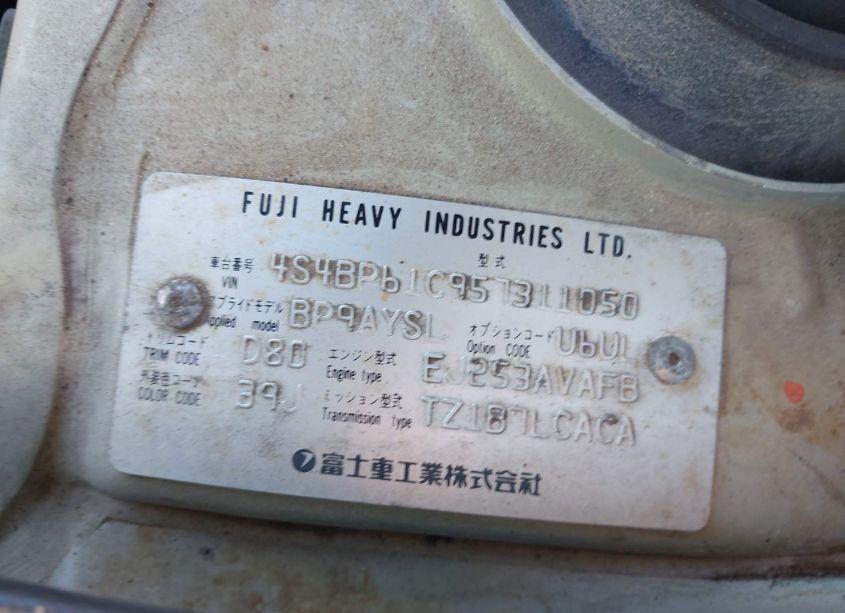 FUJI HEAVY INDUSTRIES LTD.
車台番号 型式
VIN 4S4BP61C957311050
アプライドモデル
applied model BP9AYSL オプションコード
Option CODE U6UL
トリムコード
TRIM CODE D80 エンジン型式
Engine type EJ253AVAFB
外装色コード
COLOR CODE 39J ミッション型式
Transmission type TZ1B7LCACA
富士重工業株式会社